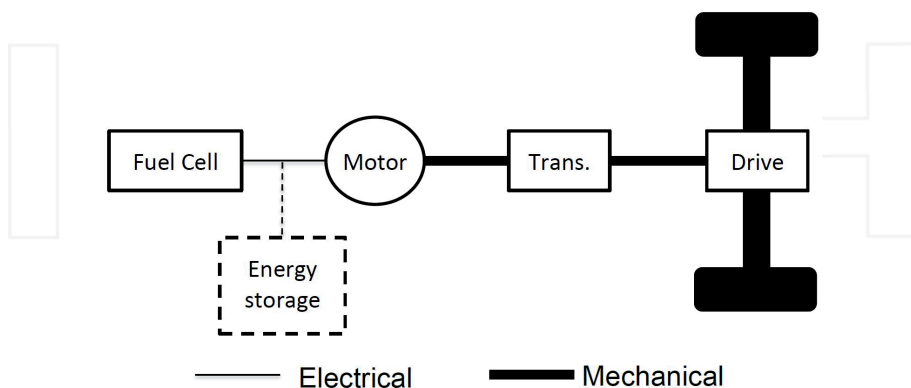 Fuel Cell
Motor
Trans.
Drive
Energy
storage
Electrical
Mechanical